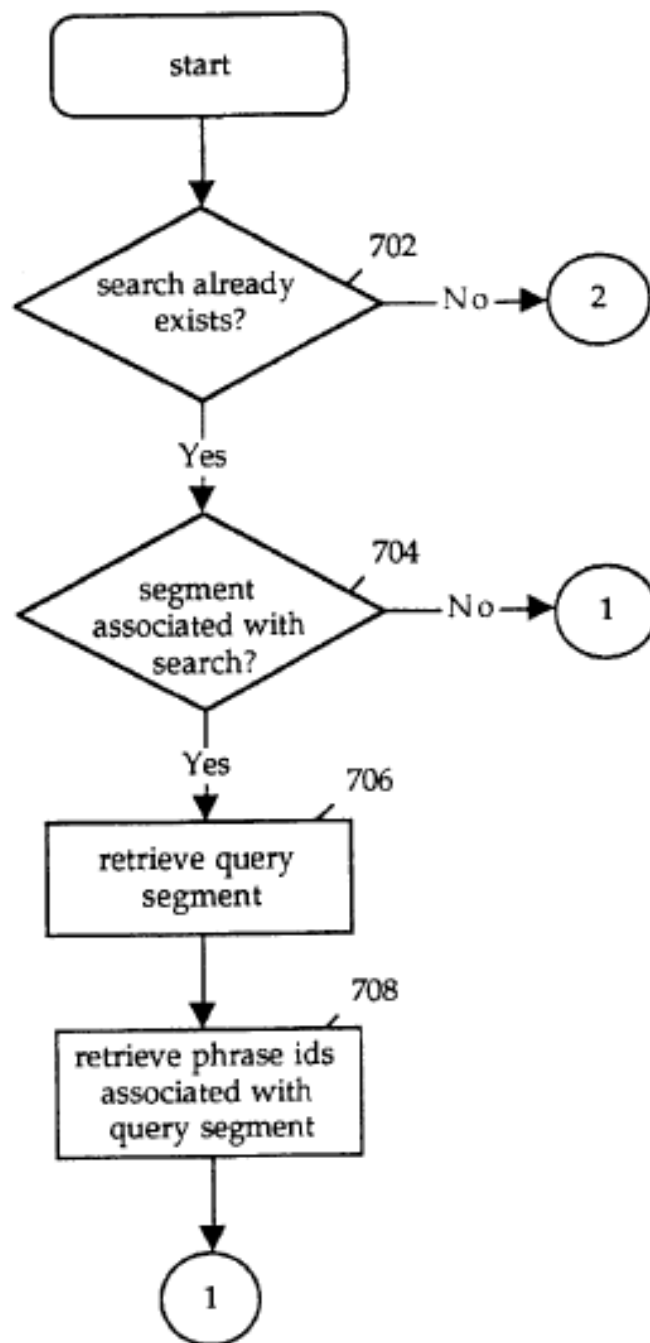 start
702
search already
exists?
No
2
Yes
704
segment
associated with
search?
No
1
Yes
706
retrieve query
segment
708
retrieve phrase ids
associated with
query segment
1